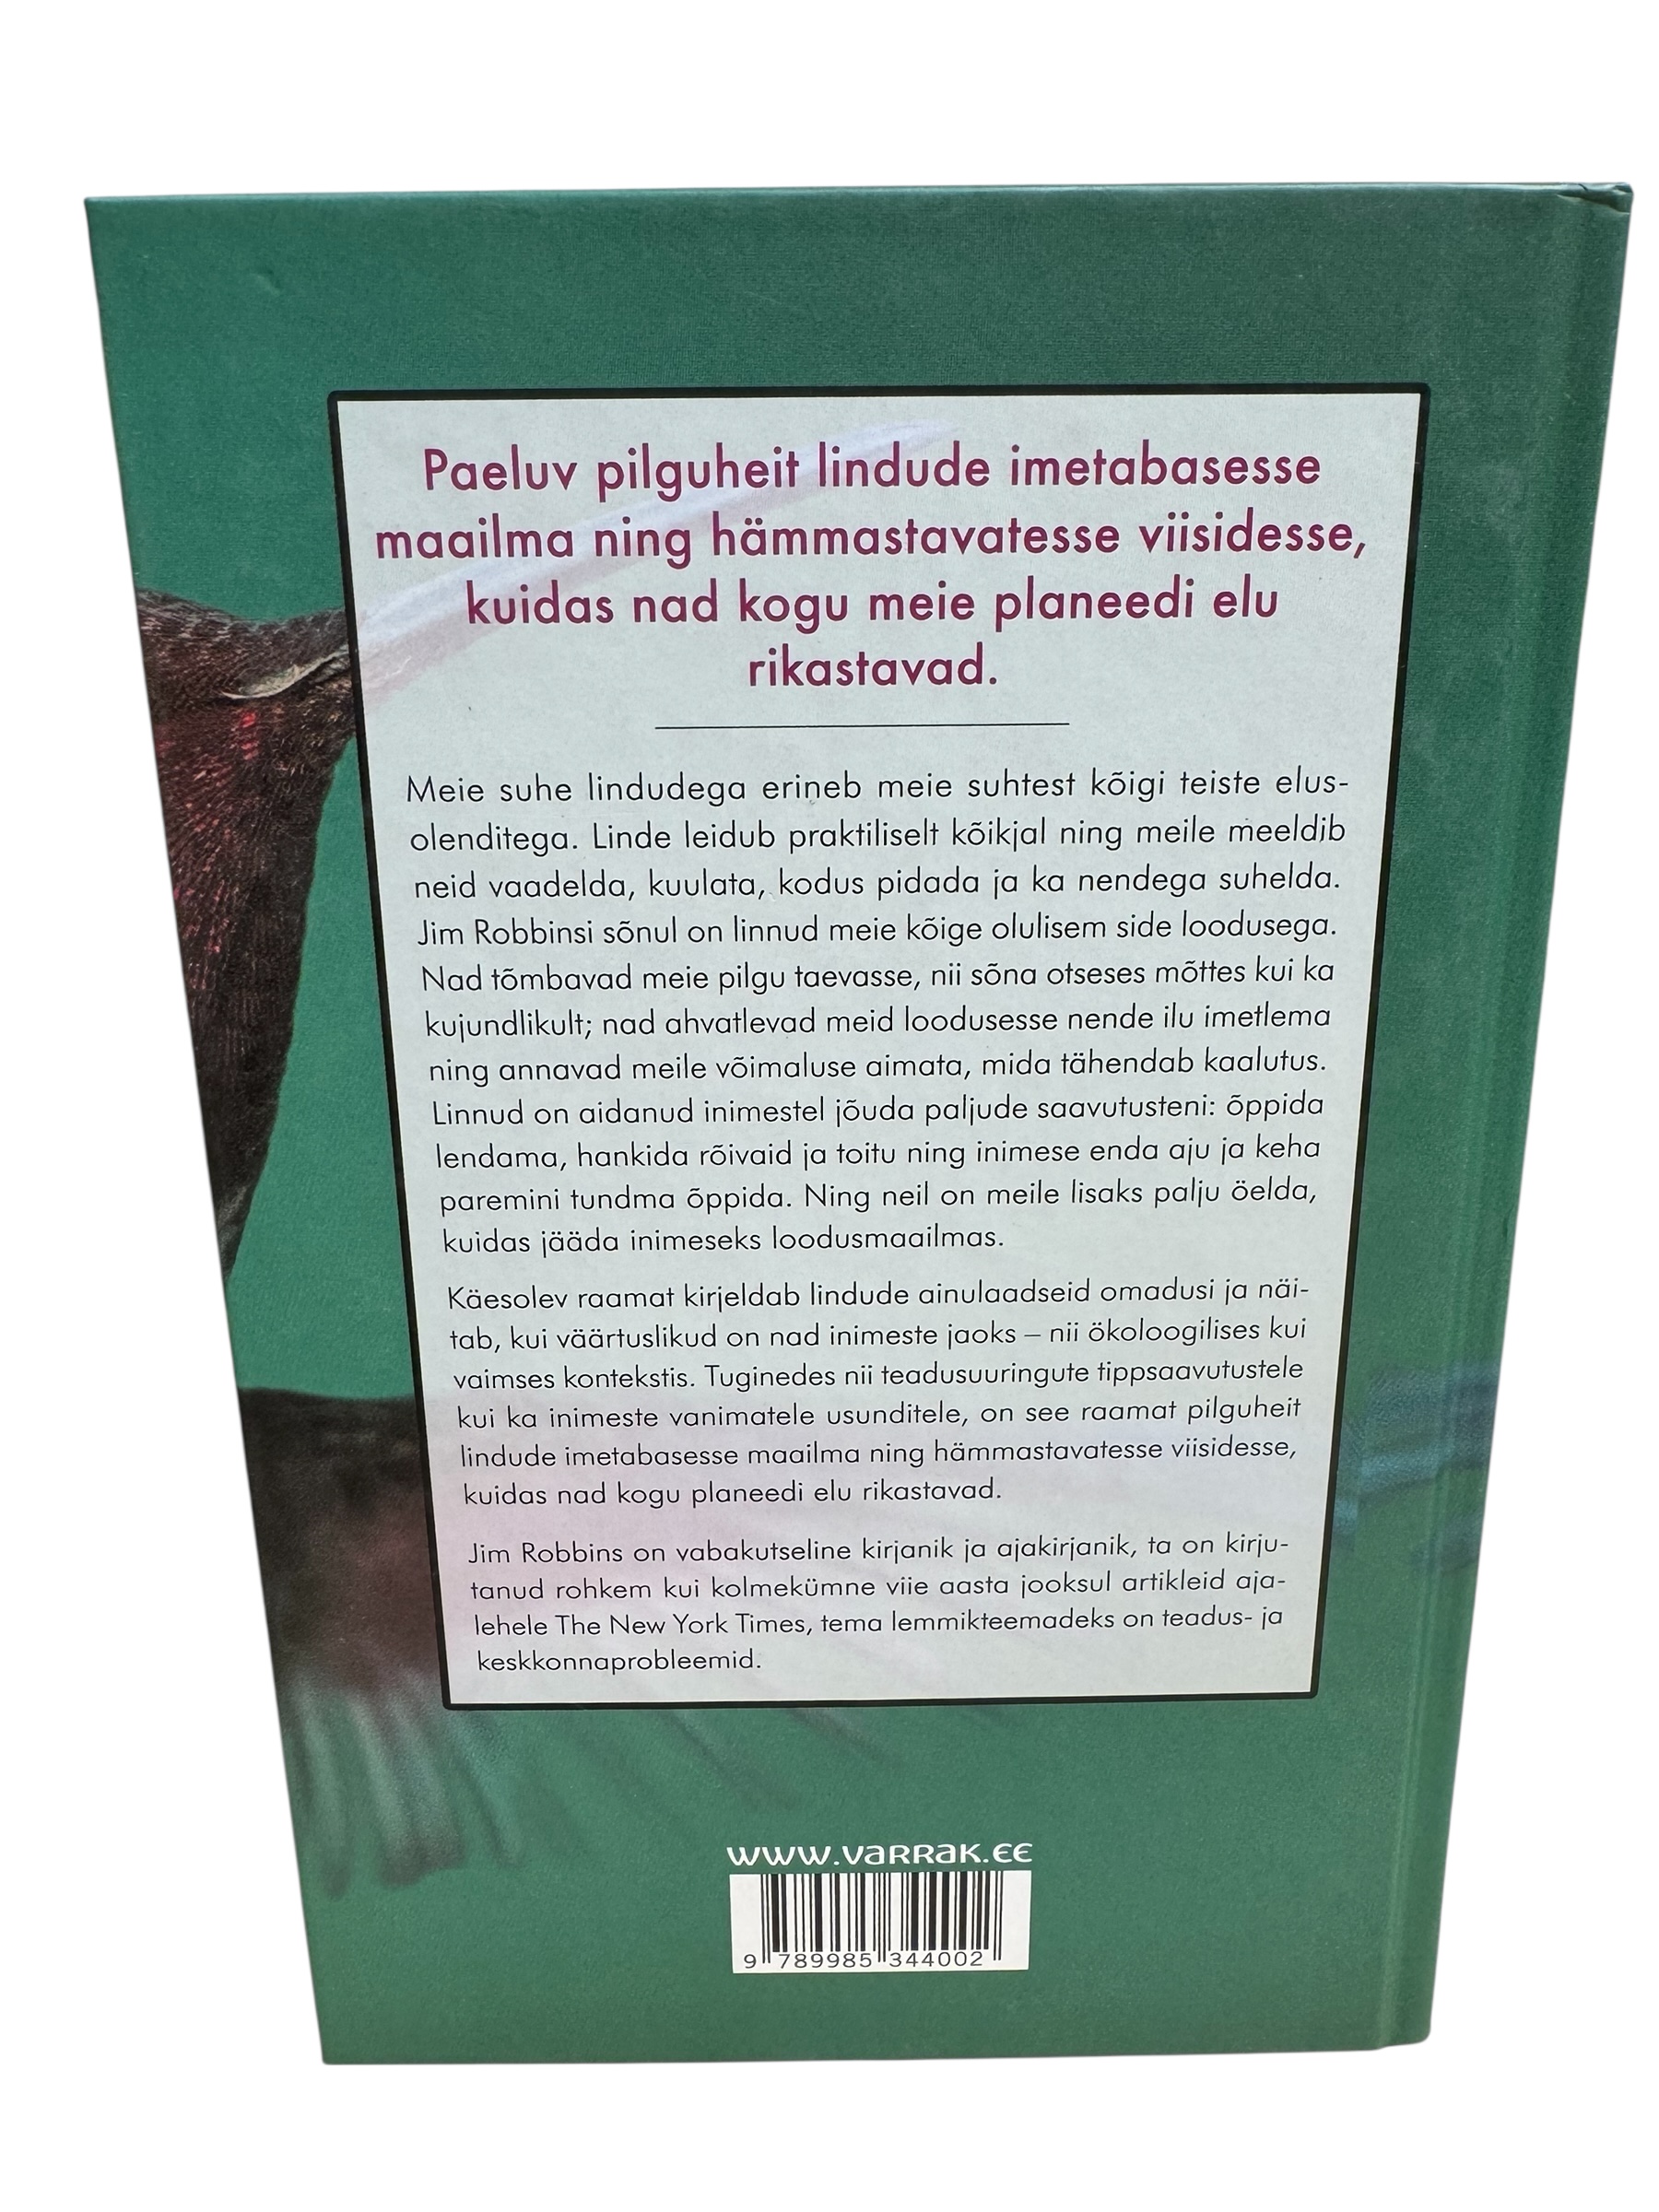 Paeluv pilguheit lindude imetabasesse
maailma ning hämmastavatesse viisidesse,
kuidas nad kogu meie planeedi elu
rikastavad.
Meie suhe lindudega erineb meie suhtest kõigi teiste elus-
olenditega. Linde leidub praktiliselt kõikjal ning meile meeldib
neid vaadelda, kuulata, kodus pidada ja ka nendega suhelda.
Jim Robbinsi sõnul on linnud meie kõige olulisem side loodusega.
Nad tõmbavad meie pilgu taevasse, nii sõna otseses mõttes kui ka
kujundlikult; nad ahvatlevad meid loodusesse nende ilu imetlema
ning annavad meile võimaluse aimata, mida tähendab kaalutus.
Linnud on aidanud inimestel jõuda paljude saavutusteni: õppida
lendama, hankida rõivaid ja toitu ning inimese enda aju ja keha
paremini tundma õppida. Ning neil on meile lisaks palju öelda,
kuidas jääda inimeseks loodusmaailmas.
Käesolev raamat kirjeldab lindude ainulaadseid omadusi ja näi-
tab, kui väärtuslikud on nad inimeste jaoks – nii ökoloogilises kui
vaimses kontekstis. Tuginedes nii teadusuuringute tippsaavutustele
kui ka inimeste vanimatele usunditele, on see raamat pilguheit
lindude imetabasesse maailma ning hämmastavatesse viisidesse,
kuidas nad kogu planeedi elu rikastavad.
Jim Robbins on vabakutseline kirjanik ja ajakirjanik, ta on kirju-
tanud rohkem kui kolmekümne viie aasta jooksul artikleid aja-
lehele The New York Times, tema lemmikteemadeks on teadus- ja
keskkonnaprobleemid.
www.varrak.ee
9 789985 344002